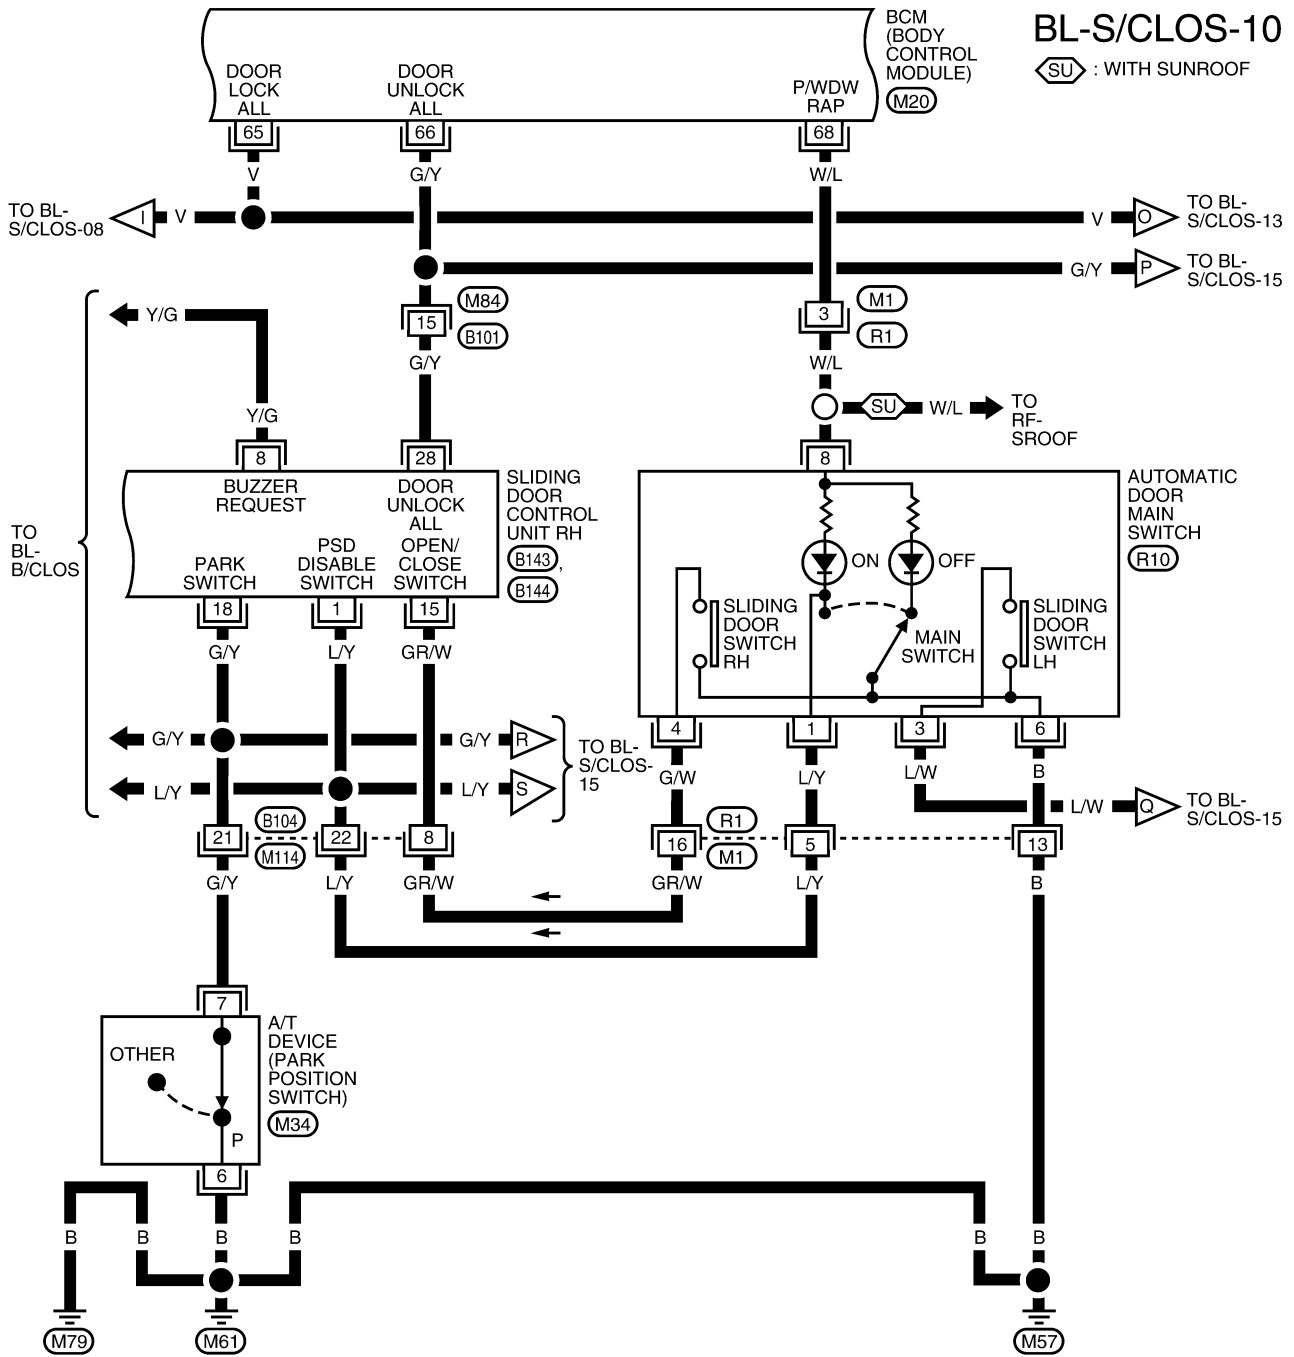 BCM
(BODY
CONTROL
MODULE)
M20
BL-S/CLOS-10
SU : WITH SUNROOF
DOOR
LOCK
ALL
DOOR
UNLOCK
ALL
P/WDW
RAP
65
66
68
V
G/Y
W/L
TO BL-
S/CLOS-08
I
V
V
O
TO BL-
S/CLOS-13
G/Y
P
TO BL-
S/CLOS-15
Y/G
15
M84
B101
3
M1
R1
G/Y
W/L
SU
W/L
TO
RF-
SROOF
Y/G
8
28
8
BUZZER
REQUEST
DOOR
UNLOCK
ALL
SLIDING
DOOR
CONTROL
UNIT RH
B143 ,
B144
PARK
SWITCH
PSD
DISABLE
SWITCH
OPEN/
CLOSE
SWITCH
TO
BL-
B/CLOS
AUTOMATIC
DOOR
MAIN
SWITCH
R10
ON
OFF
SLIDING
DOOR
SWITCH
RH
MAIN
SWITCH
SLIDING
DOOR
SWITCH
LH
18
1
15
G/Y
L/Y
GR/W
4
1
3
6
G/Y
G/Y
R
L/Y
L/Y
S
TO BL-
S/CLOS-
15
G/W
L/Y
L/W
B
L/W
Q
TO BL-
S/CLOS-15
21
B104
M114
22
8
16
R1
M1
5
13
G/Y
L/Y
GR/W
GR/W
L/Y
B
7
A/T
DEVICE
(PARK
POSITION
SWITCH)
M34
OTHER
P
6
B
B
B
B
B
B
M79
M61
M57